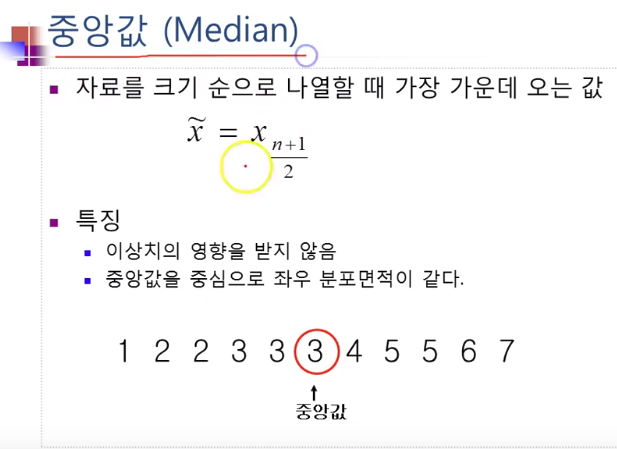 중앙값 (Median)
자료를 크기 순으로 나열할 때 가장 가운데 오는 값
x̃ = x_{\frac{n+1}{2}}
특징
이상치의 영향을 받지 않음
중앙값을 중심으로 좌우 분포면적이 같다.
1 2 2 3 3 3 4 5 5 6 7
중앙값